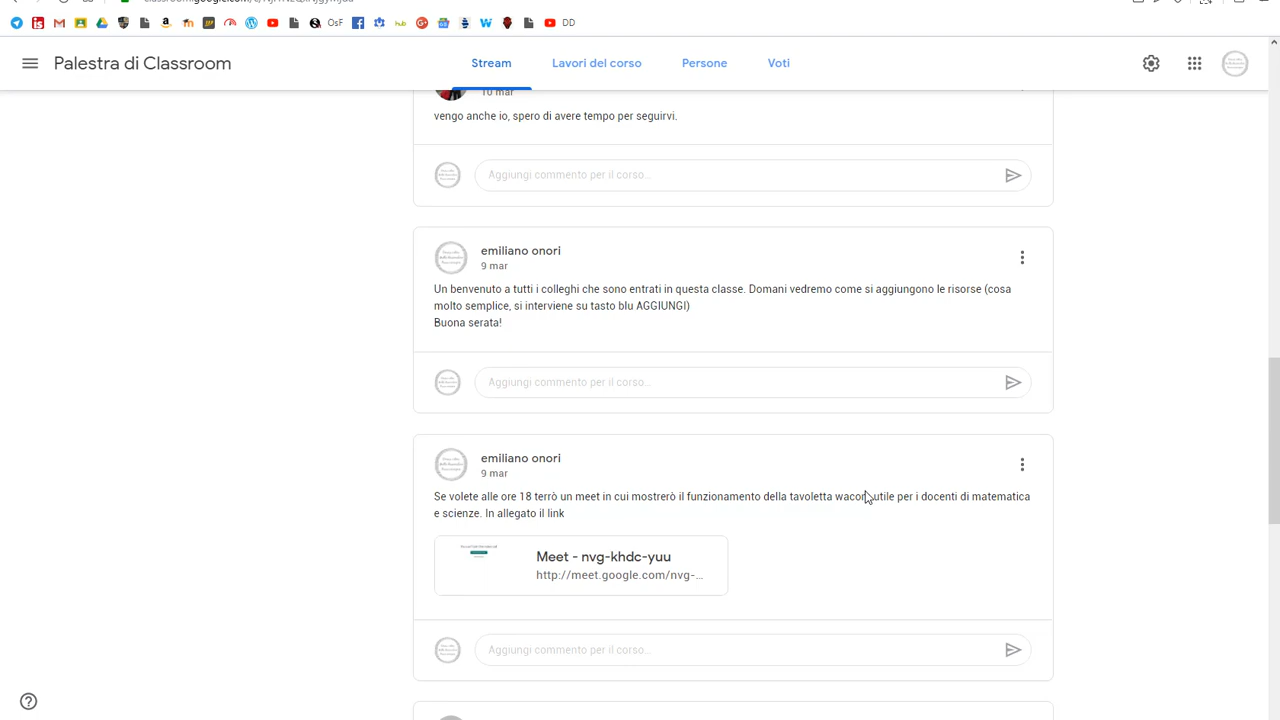 OsF
hub
DD
Palestra di Classroom
Stream
Lavori del corso
Persone
Voti
10 mar
vengo anche io, spero di avere tempo per seguirvi.
Aggiungi commento per il corso...
emiliano onori
9 mar
Un benvenuto a tutti i colleghi che sono entrati in questa classe. Domani vedremo come si aggiungono le risorse (cosa
molto semplice, si interviene su tasto blu AGGIUNGI)
Buona serata!
Aggiungi commento per il corso...
emiliano onori
9 mar
Se volete alle ore 18 terrò un meet in cui mostrerò il funzionamento della tavoletta wacom utile per i docenti di matematica
e scienze. In allegato il link
Meet - nvg-khdc-yuu
http://meet.google.com/nvg-...
Aggiungi commento per il corso...